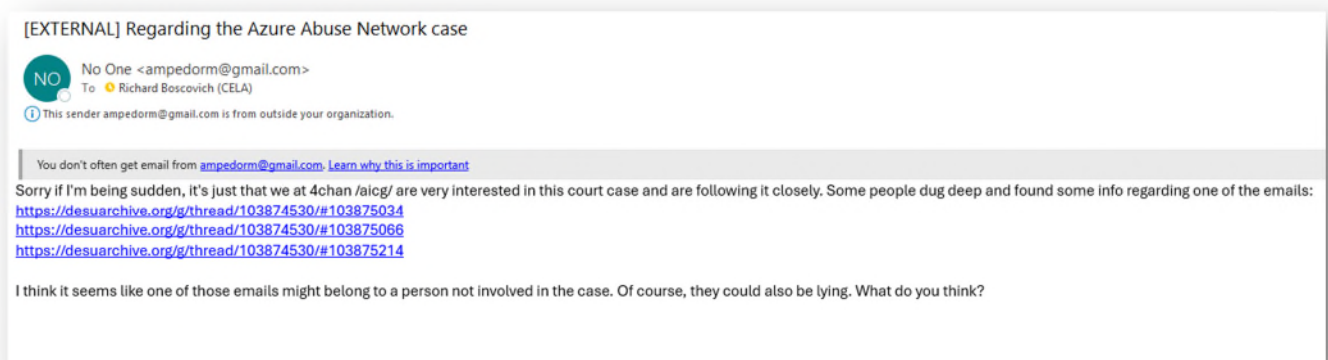 [EXTERNAL] Regarding the Azure Abuse Network case
NO
No One <ampedorm@gmail.com>
To Richard Boscovich (CELA)
This sender ampedorm@gmail.com is from outside your organization.
You don't often get email from ampedorm@gmail.com. Learn why this is important
Sorry if I'm being sudden, it's just that we at 4chan /aicg/ are very interested in this court case and are following it closely. Some people dug deep and found some info regarding one of the emails:
https://desuarchive.org/g/thread/103874530/#103875034
https://desuarchive.org/g/thread/103874530/#103875066
https://desuarchive.org/g/thread/103874530/#103875214
I think it seems like one of those emails might belong to a person not involved in the case. Of course, they could also be lying. What do you think?